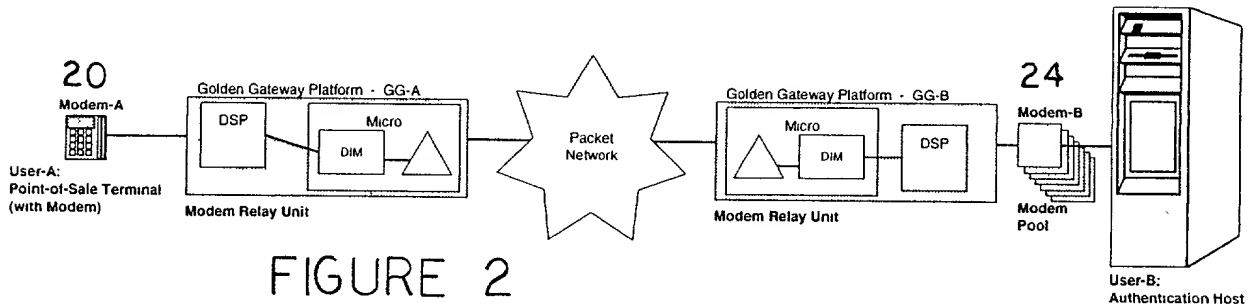 20
Modem-A
User-A:
Point-of-Sale Terminal
(with Modem)
Golden Gateway Platform - GG-A
DSP
Micro
DIM
Modem Relay Unit
Packet
Network
Golden Gateway Platform - GG-B
Micro
DIM
DSP
Modem Relay Unit
24
Modem-B
Modem
Pool
User-B:
Authentication Host
FIGURE 2